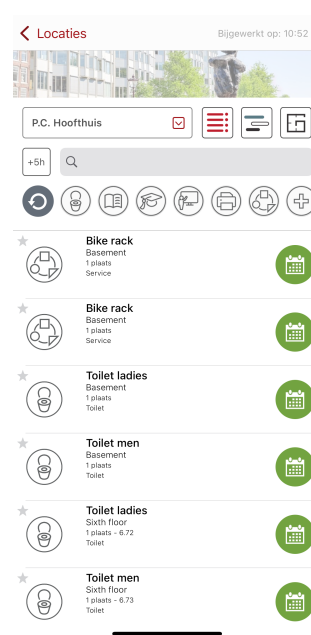 Locaties
Bijgewerkt op: 10:52
P.C. Hoofthuis
+5h
Bike rack
Basement
1 plaats
Service
Bike rack
Basement
1 plaats
Service
Toilet ladies
Basement
1 plaats
Toilet
Toilet men
Basement
1 plaats
Toilet
Toilet ladies
Sixth floor
1 plaats - 6.72
Toilet
Toilet men
Sixth floor
1 plaats - 6.73
Toilet